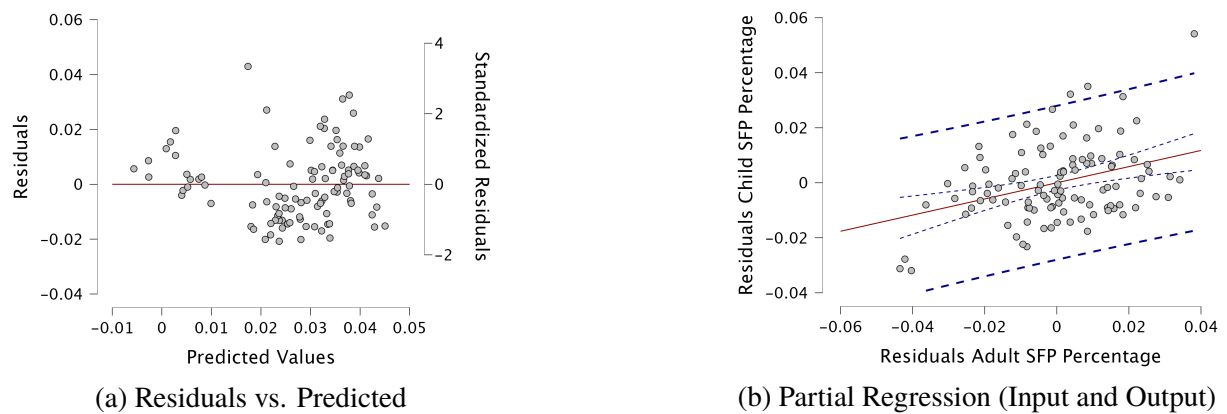 0.06
0.04
0.02
0
-0.02
-0.04
Residuals
4
2
0
-2
Standardized Residuals
-0.01 0 0.01 0.02 0.03 0.04 0.05
Predicted Values
(a) Residuals vs. Predicted
0.06
0.04
0.02
0
-0.02
-0.04
Residuals Child SFP Percentage
-0.06 -0.04 -0.02 0 0.02 0.04
Residuals Adult SFP Percentage
(b) Partial Regression (Input and Output)